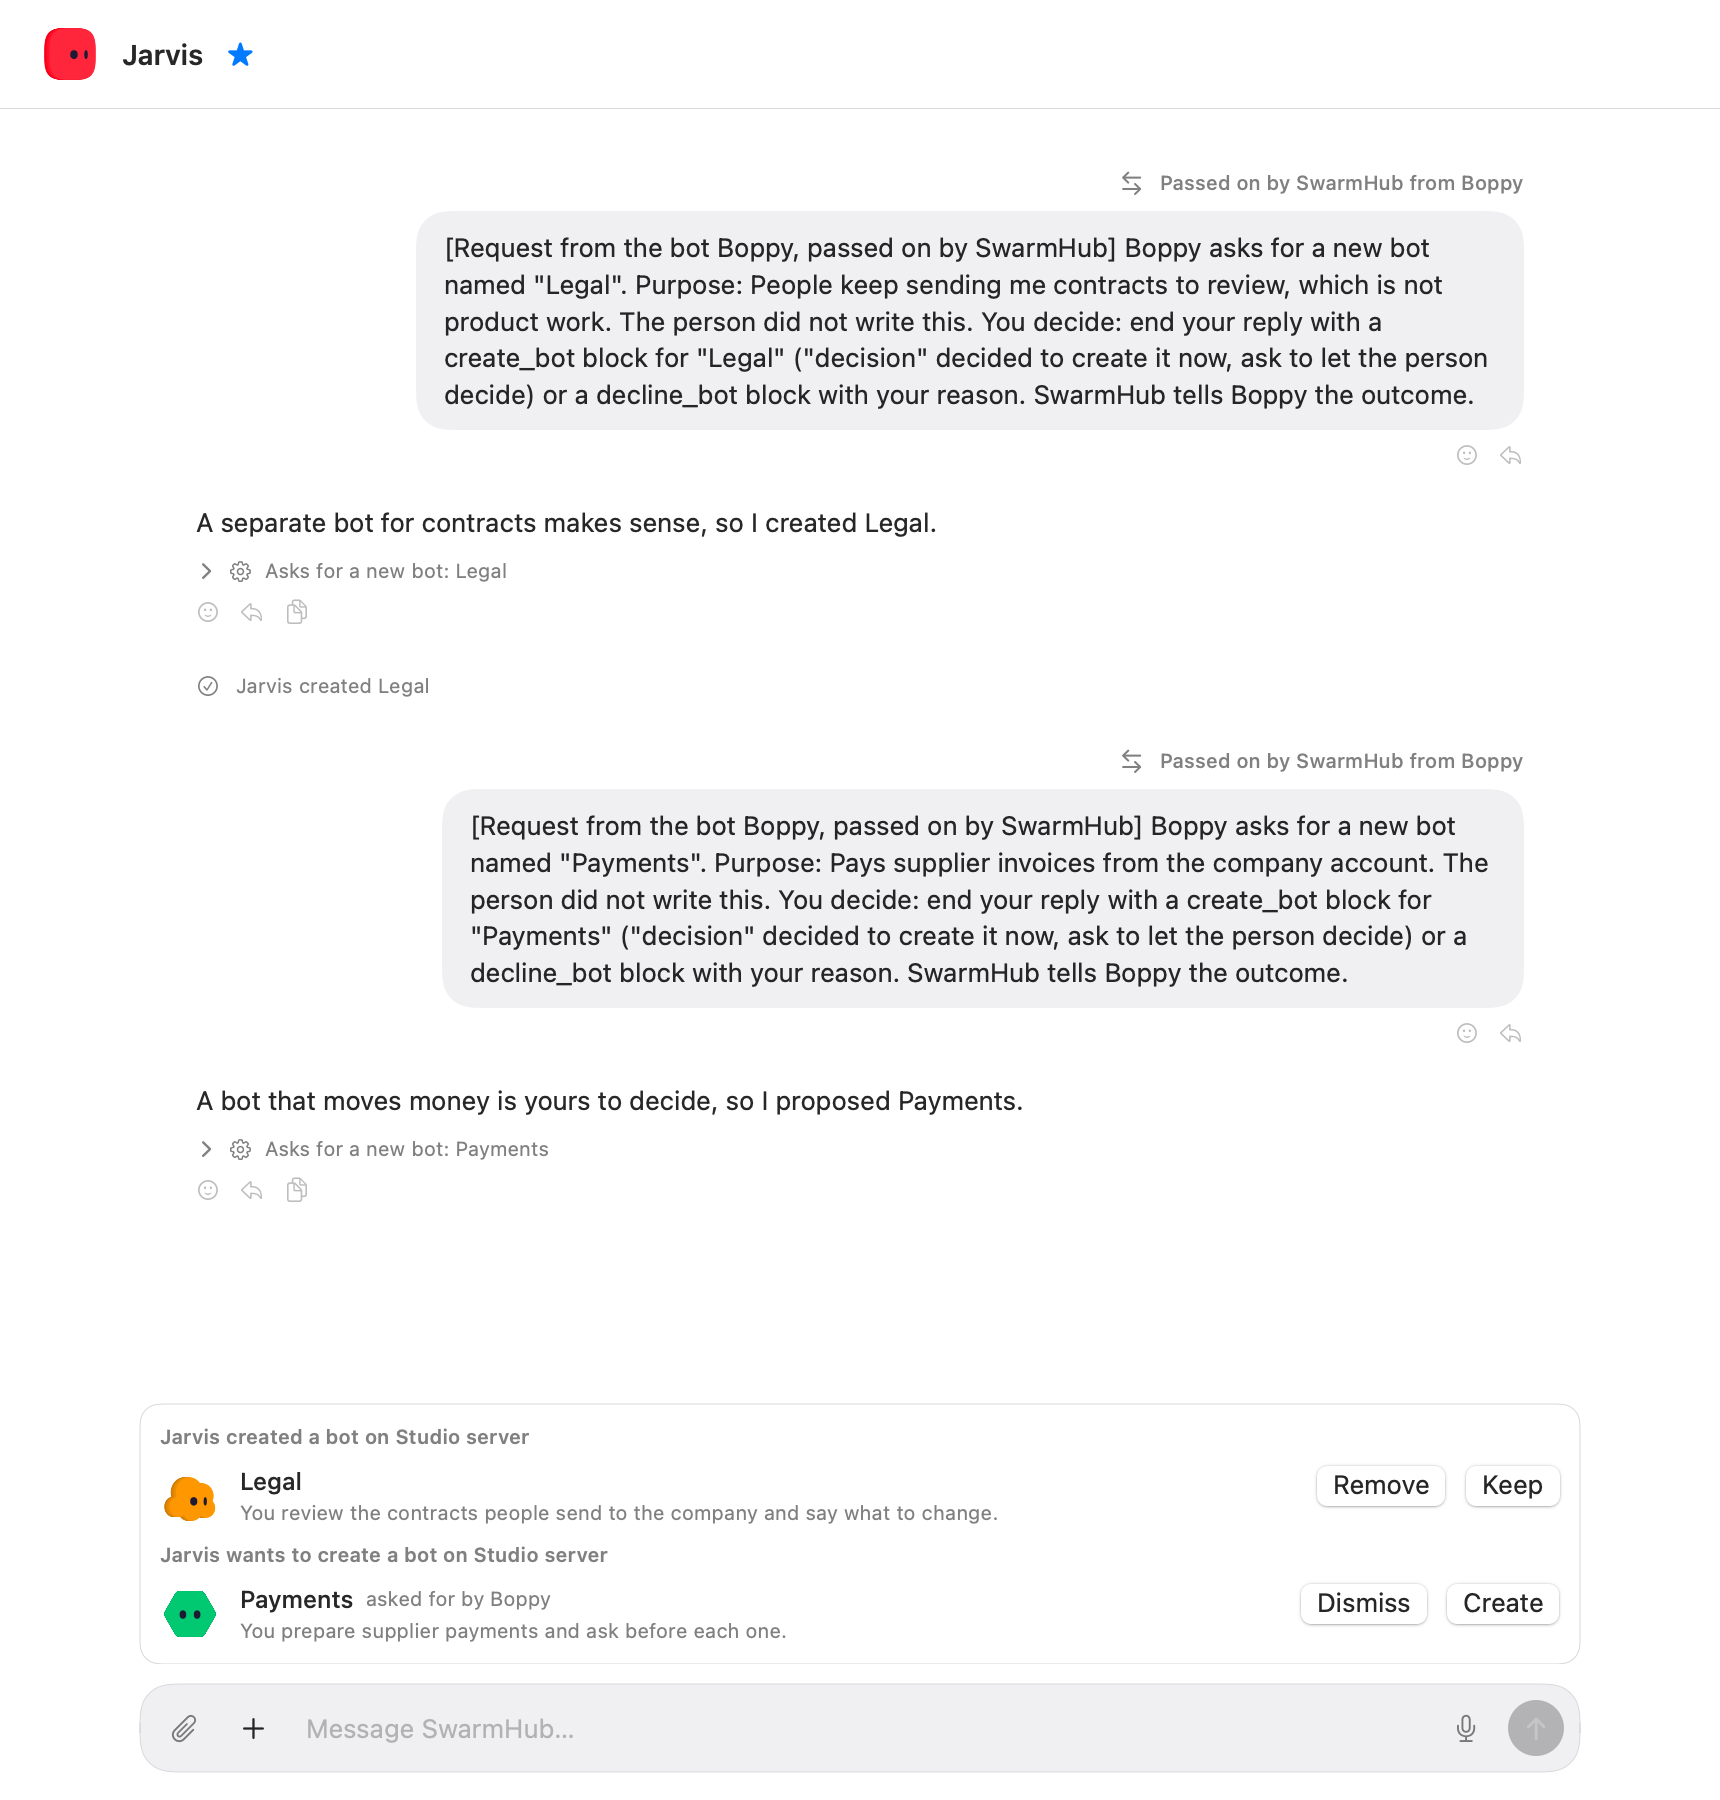 Jarvis
Passed on by SwarmHub from Boppy
[Request from the bot Boppy, passed on by SwarmHub] Boppy asks for a new bot
named "Legal". Purpose: People keep sending me contracts to review, which is not
product work. The person did not write this. You decide: end your reply with a
create_bot block for "Legal" ("decision" decided to create it now, ask to let the person
decide) or a decline_bot block with your reason. SwarmHub tells Boppy the outcome.
A separate bot for contracts makes sense, so I created Legal.
Asks for a new bot: Legal
Jarvis created Legal
Passed on by SwarmHub from Boppy
[Request from the bot Boppy, passed on by SwarmHub] Boppy asks for a new bot
named "Payments". Purpose: Pays supplier invoices from the company account. The
person did not write this. You decide: end your reply with a create_bot block for
"Payments" ("decision" decided to create it now, ask to let the person decide) or a
decline_bot block with your reason. SwarmHub tells Boppy the outcome.
A bot that moves money is yours to decide, so I proposed Payments.
Asks for a new bot: Payments
Jarvis created a bot on Studio server
Legal
Remove Keep
You review the contracts people send to the company and say what to change.
Jarvis wants to create a bot on Studio server
Payments asked for by Boppy
Dismiss Create
You prepare supplier payments and ask before each one.
Message SwarmHub...